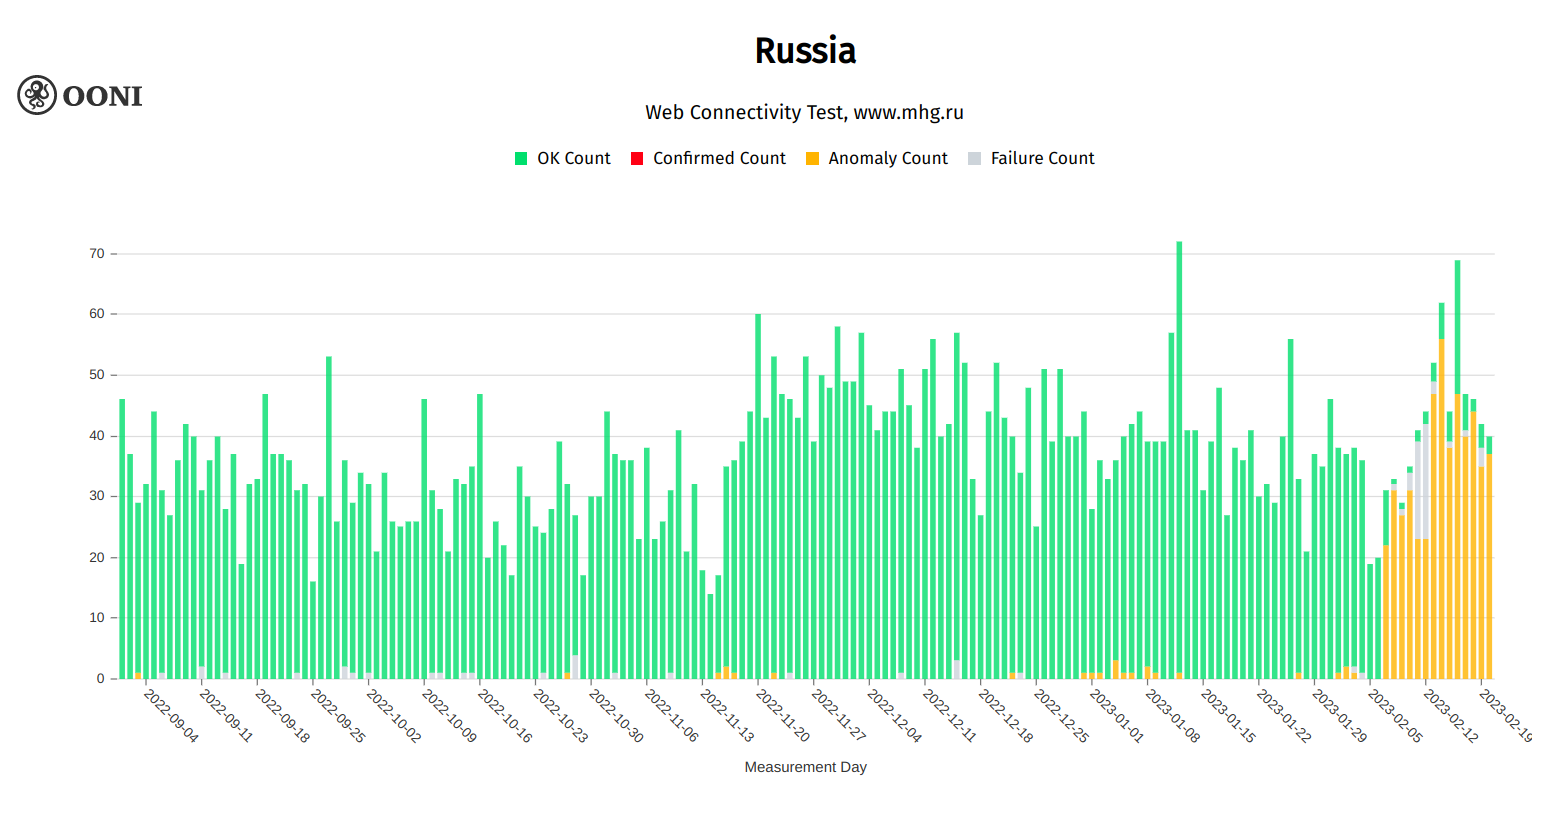 Russia
OONI
Web Connectivity Test, www.mhg.ru
OK Count Confirmed Count Anomaly Count Failure Count
70
60
50
40
30
20
10
0
2022-09-04 2022-09-11 2022-09-18 2022-09-25 2022-10-02 2022-10-09 2022-10-16 2022-10-23 2022-10-30 2022-11-06 2022-11-13 2022-11-20 2022-11-27 2022-12-04 2022-12-11 2022-12-18 2022-12-25 2023-01-01 2023-01-08 2023-01-15 2023-01-22 2023-01-29 2023-02-05 2023-02-12 2023-02-19
Measurement Day